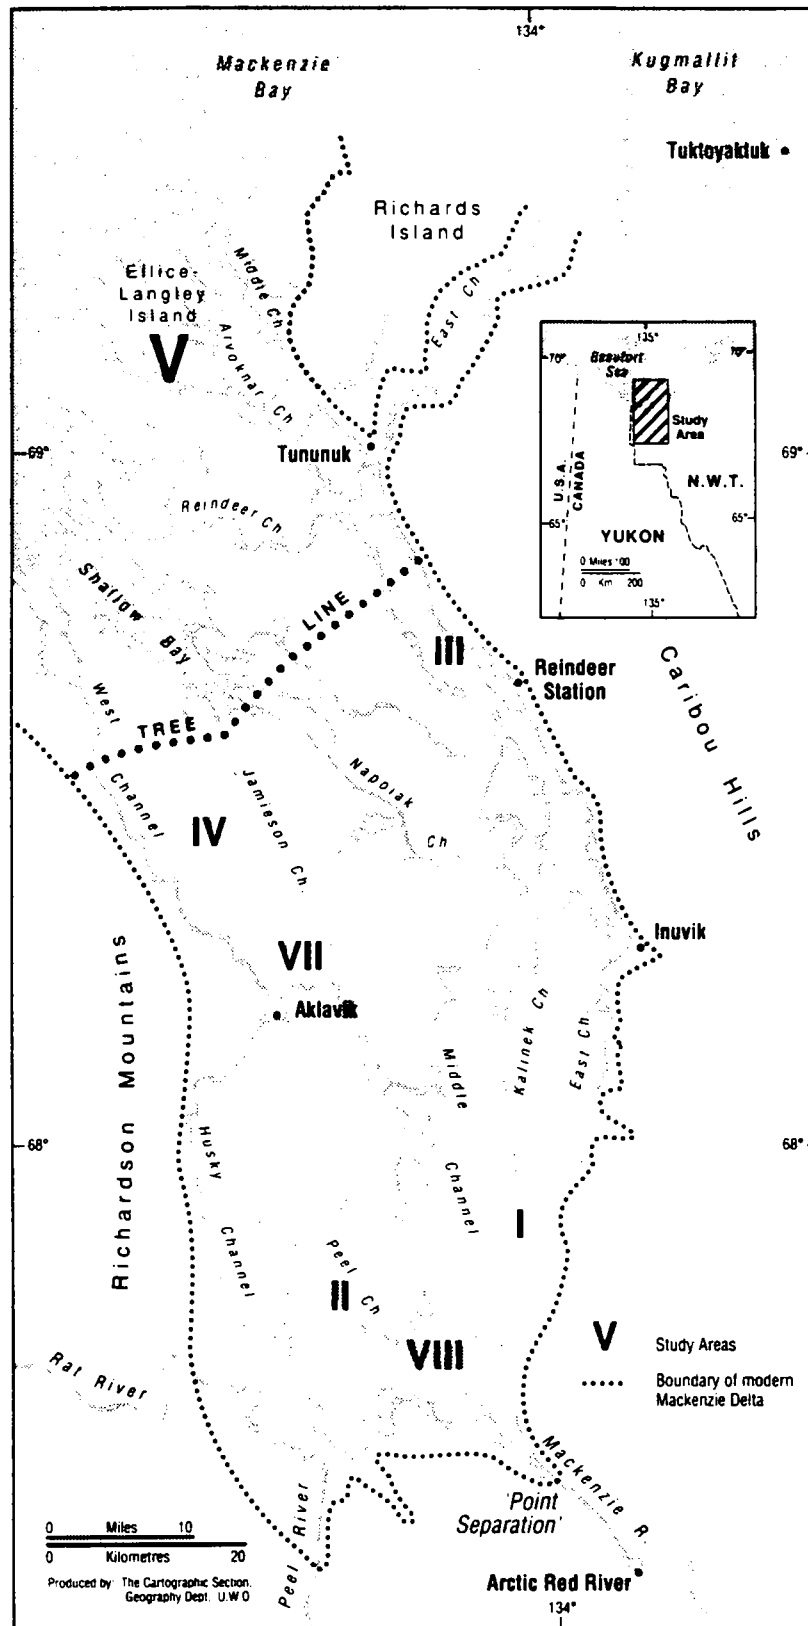 134°
Mackenzie
Bay
Kugmallit
Bay
Tuktoyaktuk
Richards
Island
Ellice-
Langley
Island
V
Middle Ch
Arvoknar Ch
East Ch
Tununuk
69°
69°
Reindeer Ch
Shallow Bay
TREE LINE
West Channel
III
Reindeer
Station
Caribou Hills
135°
70°
70°
Beaufort
Sea
Study
Area
U.S.A.
CANADA
N.W.T.
65°
65°
YUKON
0 Miles 100
0 Km 200
135°
IV
Jamieson Ch
Napoiak Ch
VII
Inuvik
Aklavik
Richardson Mountains
Middle Channel
Kalinek Ch
East Ch
68°
68°
Husky Channel
I
Peel Ch
II
VIII
V Study Areas
Boundary of modern
Mackenzie Delta
Rat River
Mackenzie R.
'Point
Separation'
Peel River
0 Miles 10
0 Kilometres 20
Produced by The Cartographic Section,
Geography Dept. U.W.O
Arctic Red River
134°